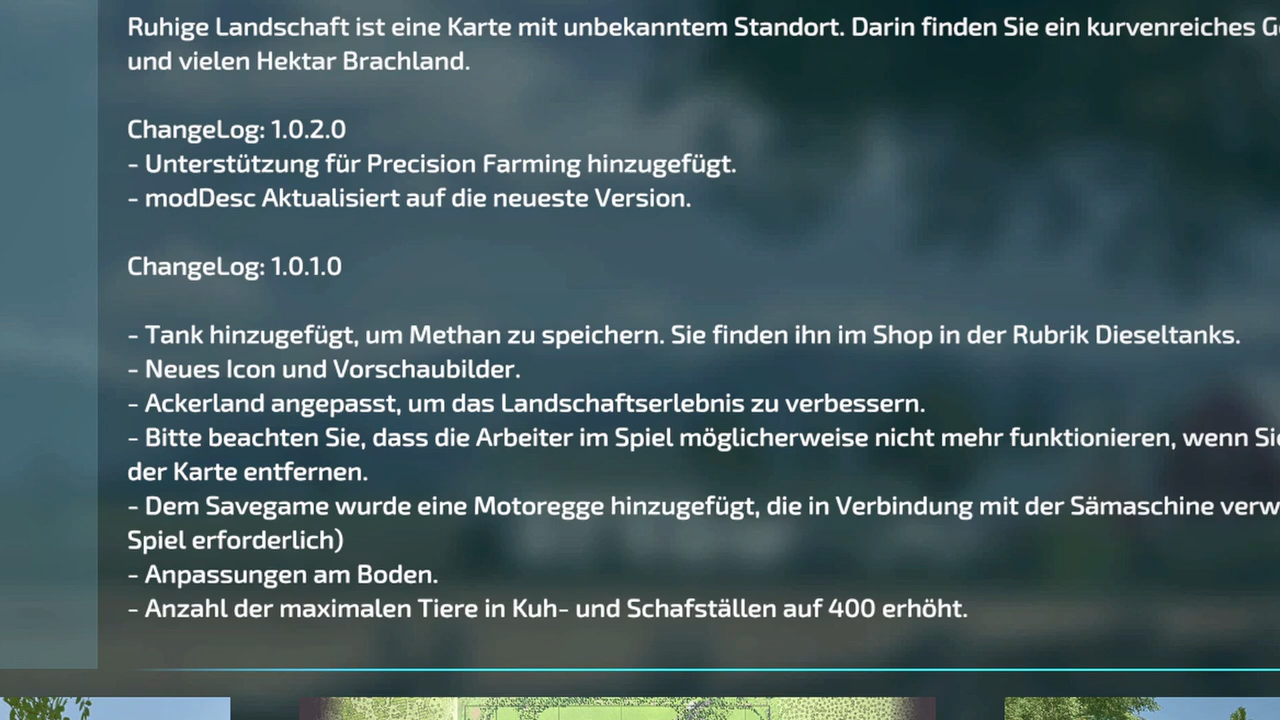 Ruhige Landschaft ist eine Karte mit unbekanntem Standort. Darin finden Sie ein kurvenreiches
und vielen Hektar Brachland.
ChangeLog: 1.0.2.0
- Unterstützung für Precision Farming hinzugefügt.
- modDesc Aktualisiert auf die neueste Version.
ChangeLog: 1.0.1.0
- Tank hinzugefügt, um Methan zu speichern. Sie finden ihn im Shop in der Rubrik Dieseltanks.
- Neues Icon und Vorschaubilder.
- Ackerland angepasst, um das Landschaftserlebnis zu verbessern.
- Bitte beachten Sie, dass die Arbeiter im Spiel möglicherweise nicht mehr funktionieren, wenn Sie
der Karte entfernen.
- Dem Savegame wurde eine Motoregge hinzugefügt, die in Verbindung mit der Sämaschine
Spiel erforderlich)
- Anpassungen am Boden.
- Anzahl der maximalen Tiere in Kuh- und Schafställen auf 400 erhöht.